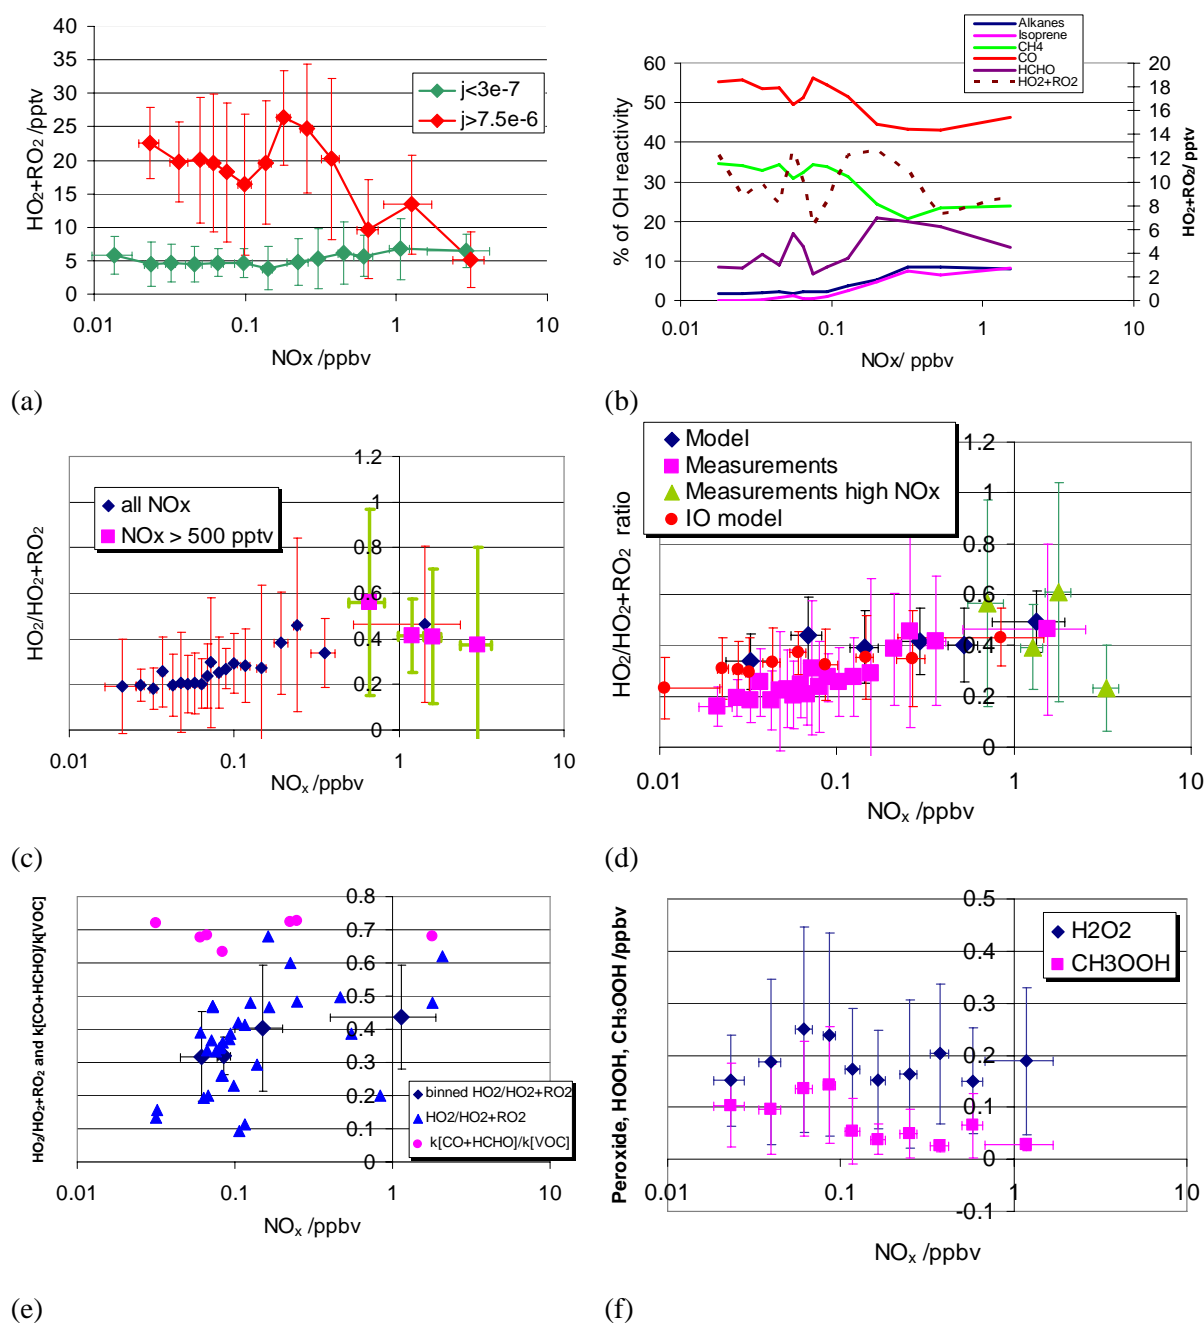 40
35
30
25
20
15
10
5
0
HO2+RO2 /pptv
j<3e-7
j>7.5e-6
0.01 0.1 1 10
NOx /ppbv
(a)
Alkanes
Isoprene
CH4
CO
HCHO
HO2+RO2
60
50
40
30
20
10
0
% of OH reactivity
20
18
16
14
12
10
8
6
4
2
0
HO2+RO2/ pptv
0.01 0.1 1 10
NOx/ ppbv
(b)
1.2
1
0.8
0.6
0.4
0.2
0
HO2/HO2+RO2
all NOx
NOx > 500 pptv
0.01 0.1 1 10
NOx /ppbv
(c)
Model
Measurements
Measurements high NOx
IO model
1.2
1
0.8
0.6
0.4
0.2
0
HO2/HO2+RO2 ratio
0.01 0.1 1 10
NOx /ppbv
(d)
0.8
0.7
0.6
0.5
0.4
0.3
0.2
0.1
0
HO2/HO2+RO2 and k[CO+HCHO]/k[VOC]
binned HO2/HO2+RO2
HO2/HO2+RO2
k[CO+HCHO]/k[VOC]
0.01 0.1 1 10
NOx /ppbv
(e)
0.5
0.4
0.3
0.2
0.1
0
-0.1
Peroxide, HOOH, CH3OOH /ppbv
H2O2
CH3OOH
0.01 0.1 1 10
NOx /ppbv
(f)